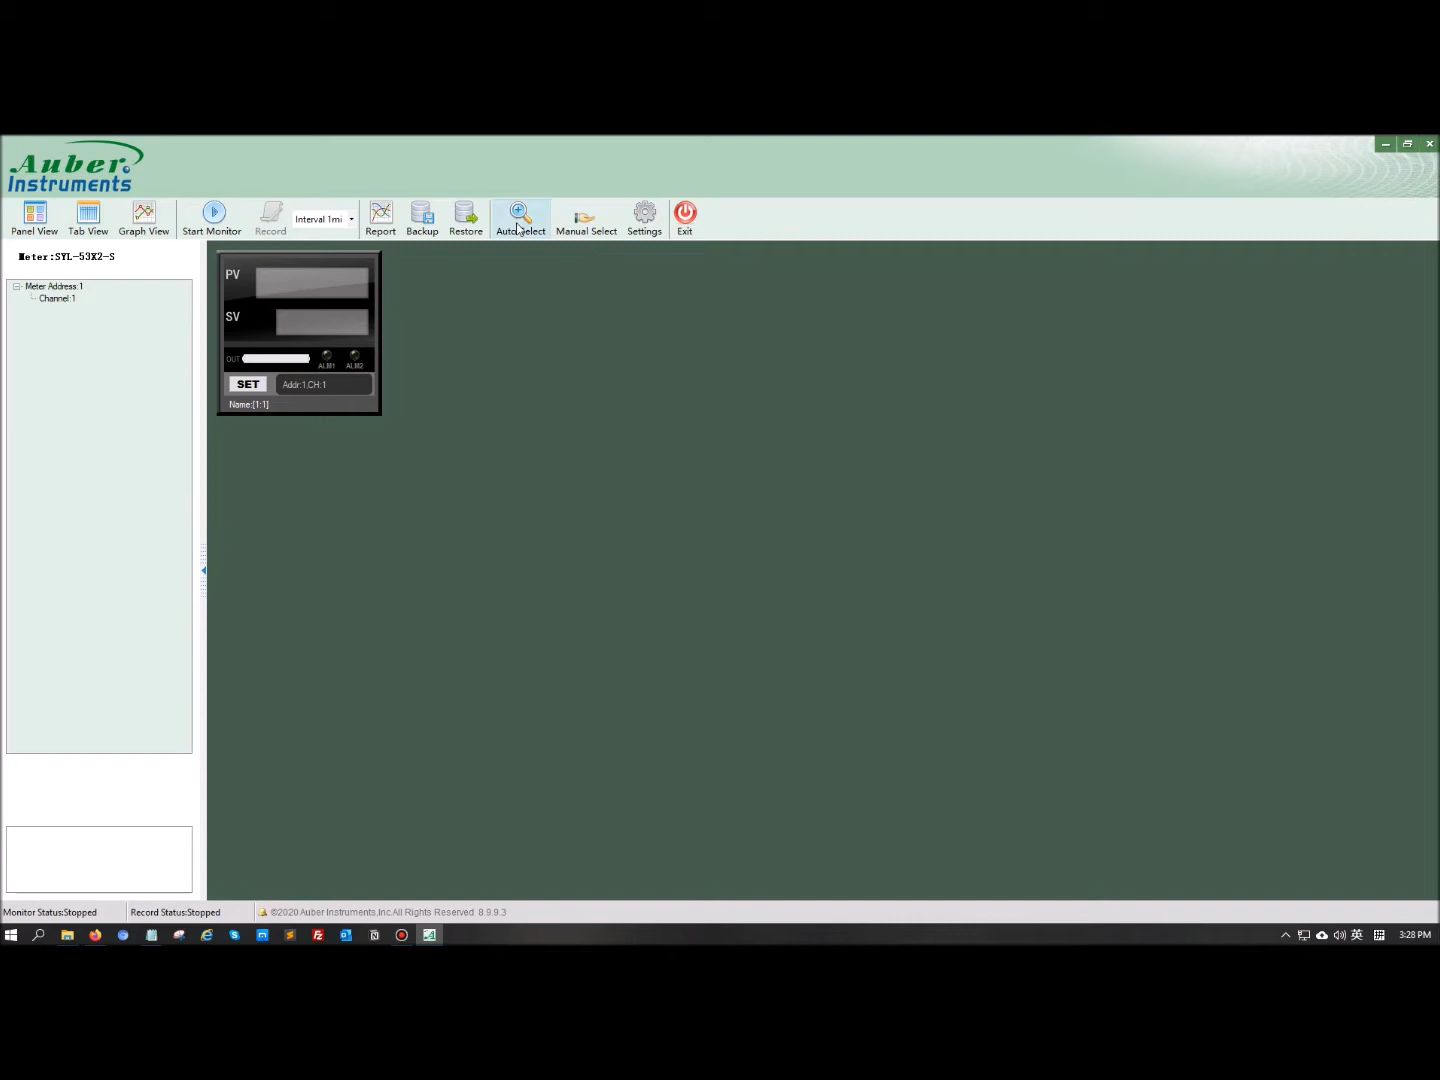 Auber
Instruments
Panel View Tab View Graph View Start Monitor Record Interval 1mi Report Backup Restore AutoSelect Manual Select Settings Exit
Meter:SYL-53X2-S
Meter Address:1
Channel:1
PV
SV
OUT ALM1 ALM2
SET Addr:1,CH:1
Name:[1:1]
Monitor Status:Stopped Record Status:Stopped ©2020 Auber Instruments,Inc.All Rights Reserved 8.9.9.3
英 3:28 PM